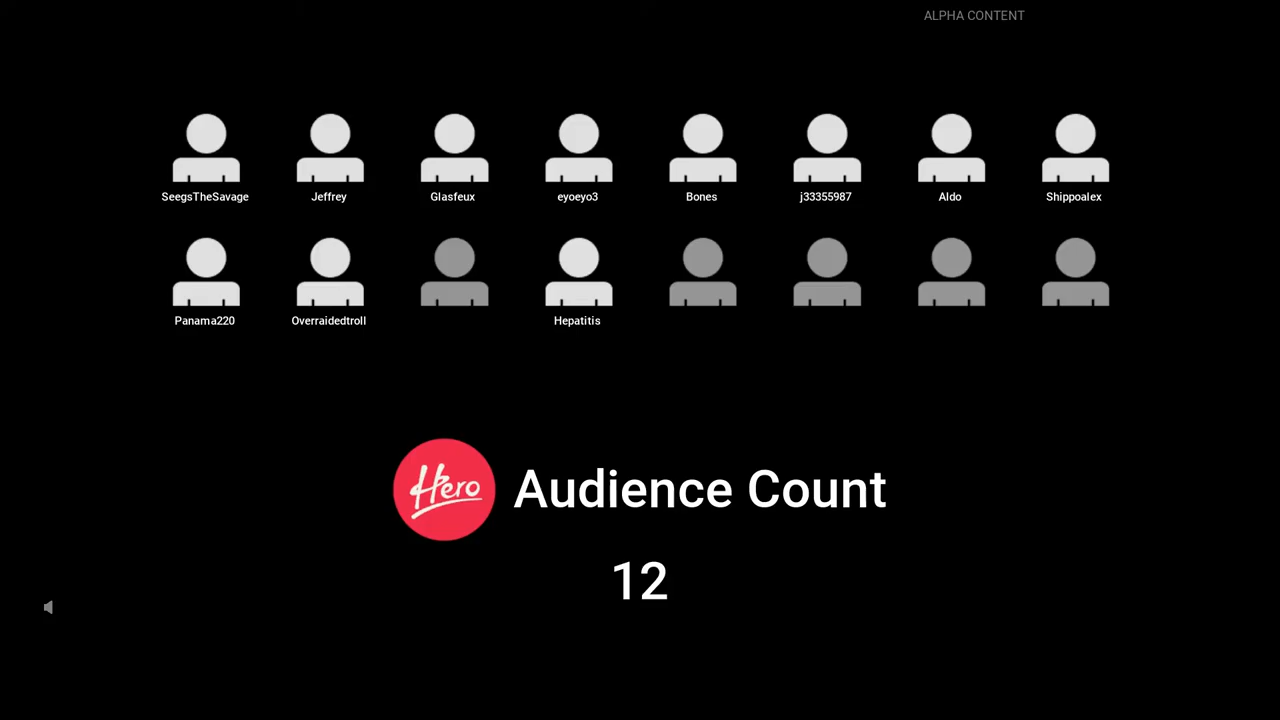 ALPHA CONTENT
SeegsTheSavage Jeffrey Glasfeux eyoeyo3 Bones j33355987 Aldo Shippoalex
Panama220 Overraidedtroll Hepatitis
Hero Audience Count
12